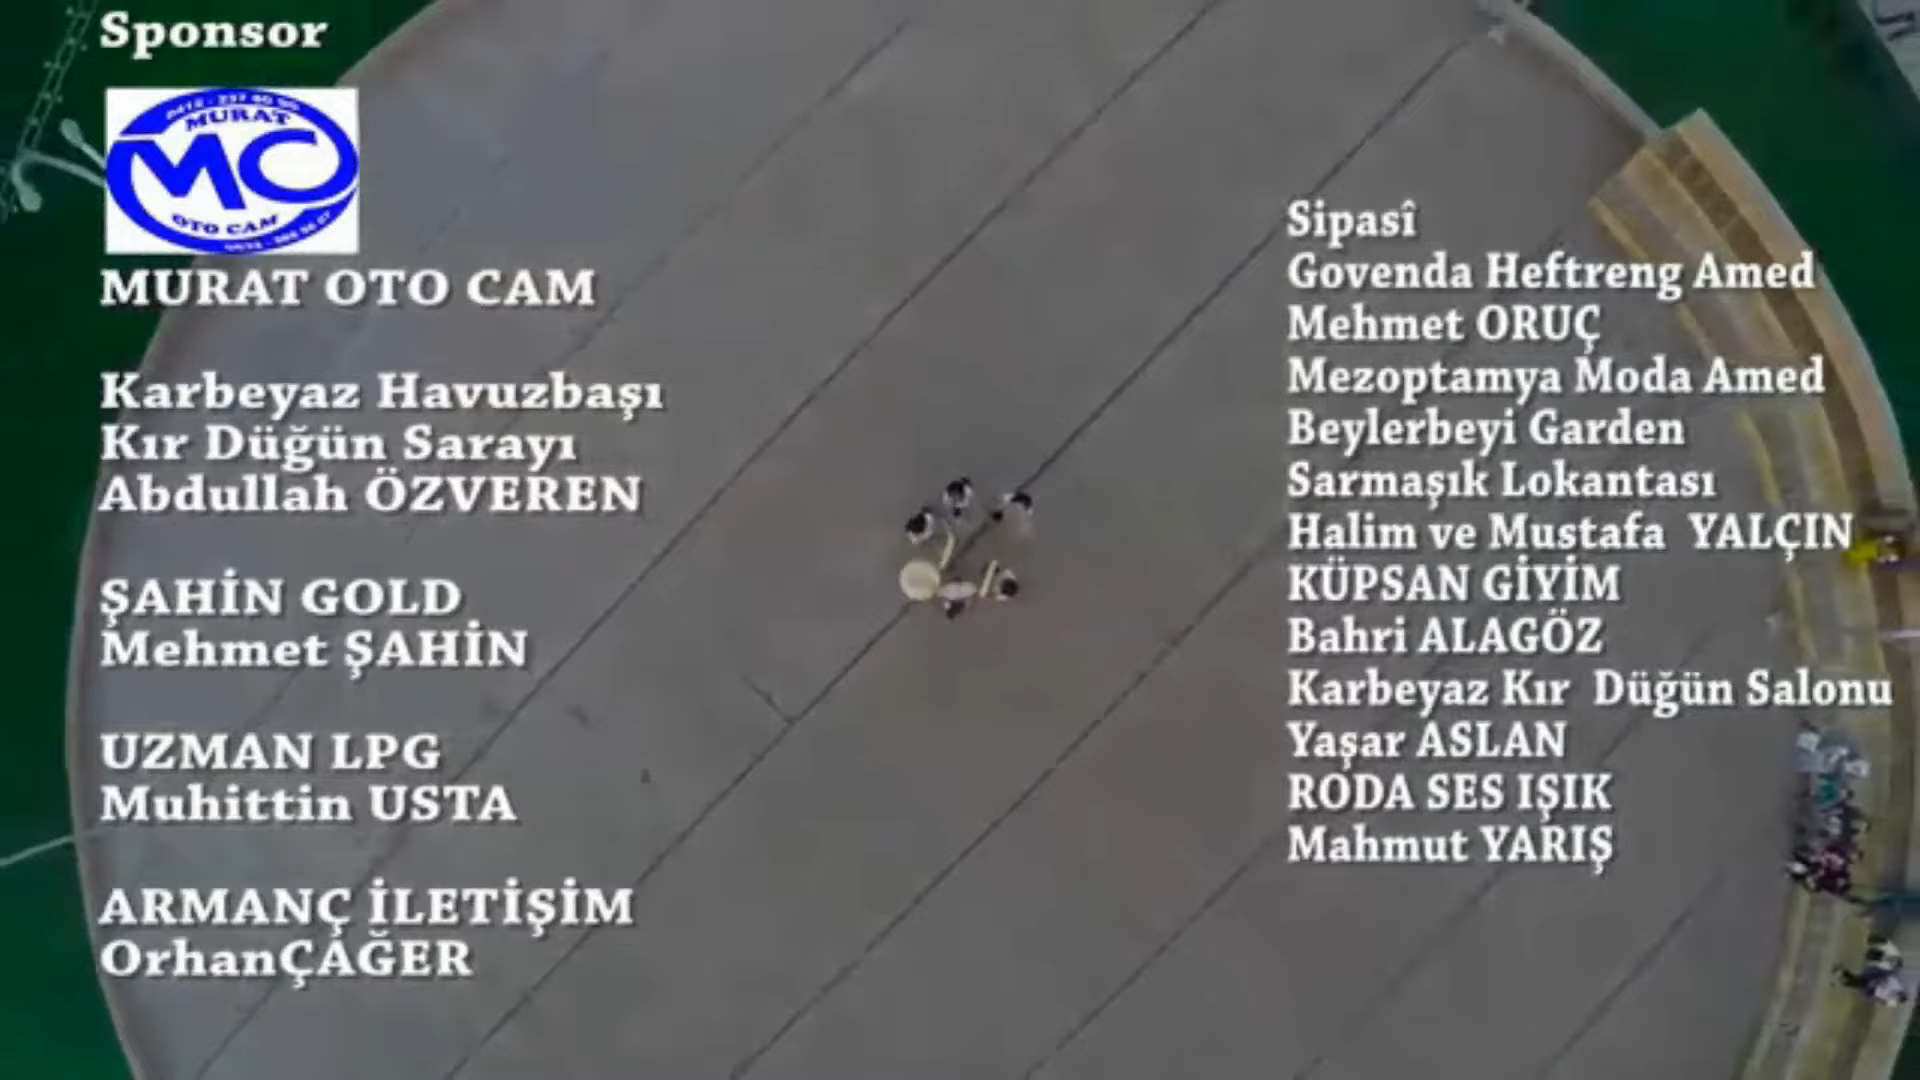 Sponsor
MURAT
MC
OTO CAM
MURAT OTO CAM
Karbeyaz Havuzbaşı
Kır Düğün Sarayı
Abdullah ÖZVEREN
ŞAHİN GOLD
Mehmet ŞAHİN
UZMAN LPG
Muhittin USTA
ARMANÇ İLETİŞİM
OrhanÇAĞER
Sipasî
Govenda Heftreng Amed
Mehmet ORUÇ
Mezoptamya Moda Amed
Beylerbeyi Garden
Sarmaşık Lokantası
Halim ve Mustafa  YALÇIN
KÜPSAN GİYİM
Bahri ALAGÖZ
Karbeyaz Kır  Düğün Salonu
Yaşar ASLAN
RODA SES IŞIK
Mahmut YARIŞ